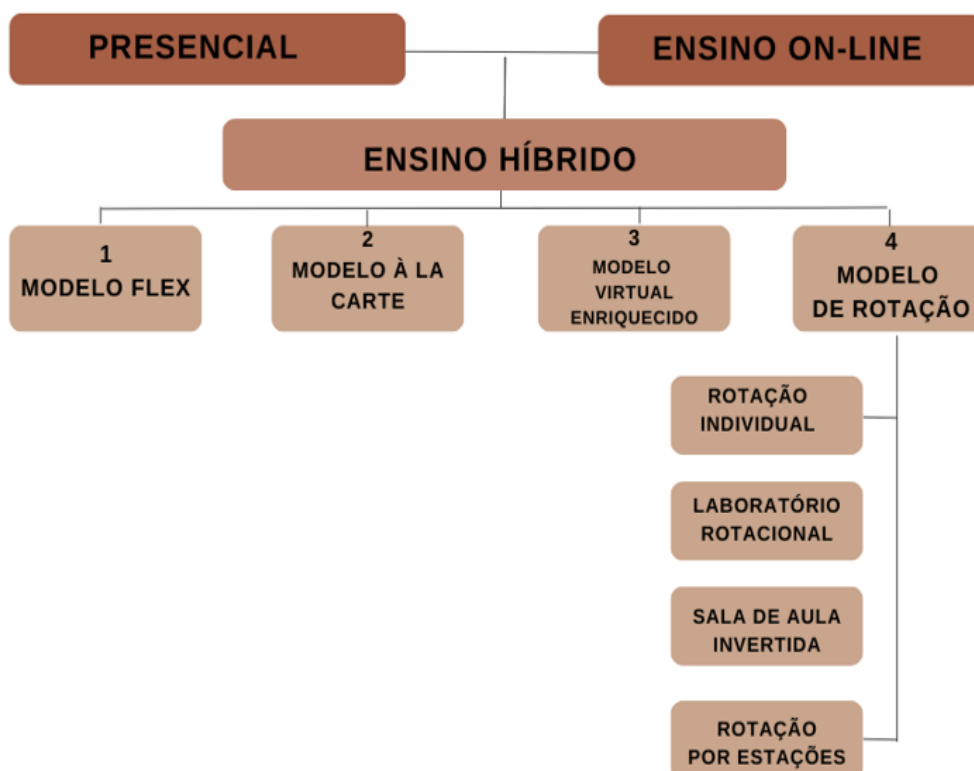 PRESENCIAL
ENSINO ON-LINE
ENSINO HÍBRIDO
1
MODELO FLEX
2
MODELO À LA
CARTE
3
MODELO
VIRTUAL
ENRIQUECIDO
4
MODELO
DE ROTAÇÃO
ROTAÇÃO
INDIVIDUAL
LABORATÓRIO
ROTACIONAL
SALA DE AULA
INVERTIDA
ROTAÇÃO
POR ESTAÇÕES